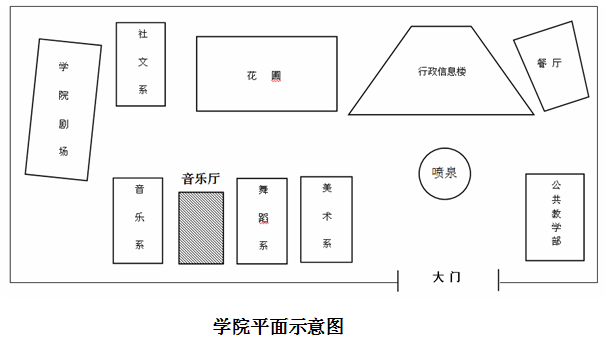 学院剧场
社文系
花圃
行政信息楼
餐厅
音乐厅
喷泉
音乐系
舞蹈系
美术系
公共教学部
大门
学院平面示意图